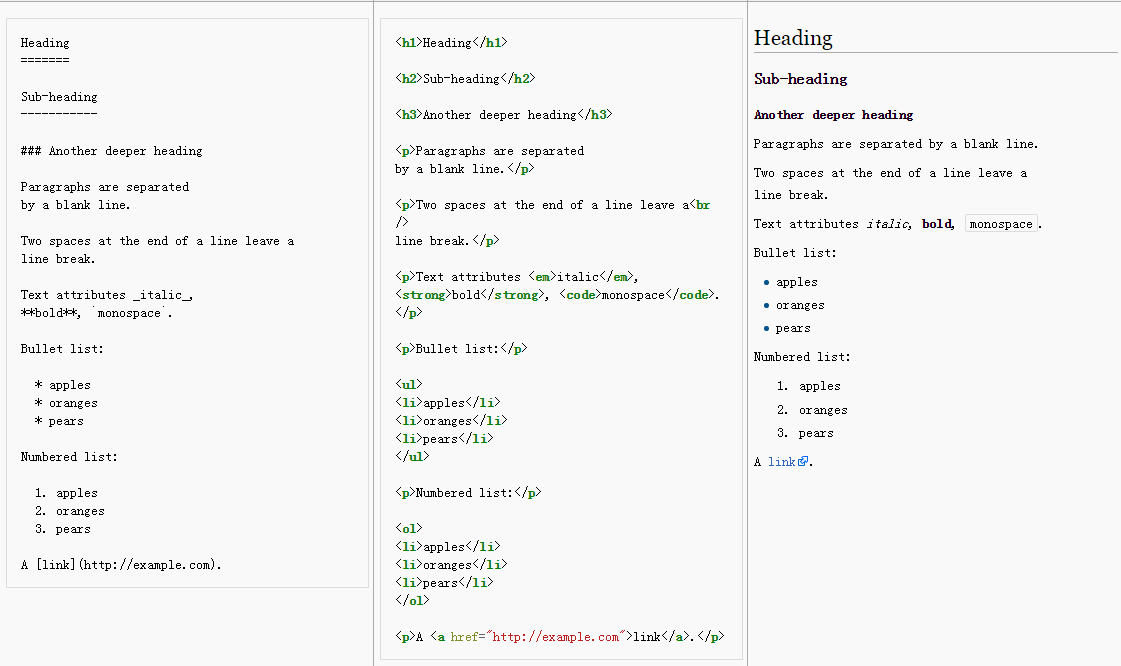 Heading
=======
Sub-heading
-----------
### Another deeper heading
Paragraphs are separated
by a blank line.
Two spaces at the end of a line leave a
line break.
Text attributes _italic_,
**bold**, `monospace`.
Bullet list:
* apples
* oranges
* pears
Numbered list:
1. apples
2. oranges
3. pears
A [link](http://example.com).
<h1>Heading</h1>
<h2>Sub-heading</h2>
<h3>Another deeper heading</h3>
<p>Paragraphs are separated
by a blank line.</p>
<p>Two spaces at the end of a line leave a<br
/>
line break.</p>
<p>Text attributes <em>italic</em>,
<strong>bold</strong>, <code>monospace</code>.
</p>
<p>Bullet list:</p>
<ul>
<li>apples</li>
<li>oranges</li>
<li>pears</li>
</ul>
<p>Numbered list:</p>
<ol>
<li>apples</li>
<li>oranges</li>
<li>pears</li>
</ol>
<p>A <a href="http://example.com">link</a>.</p>
Heading
Sub-heading
Another deeper heading
Paragraphs are separated by a blank line.
Two spaces at the end of a line leave a
line break.
Text attributes italic, bold, monospace.
Bullet list:
• apples
• oranges
• pears
Numbered list:
1. apples
2. oranges
3. pears
A link.